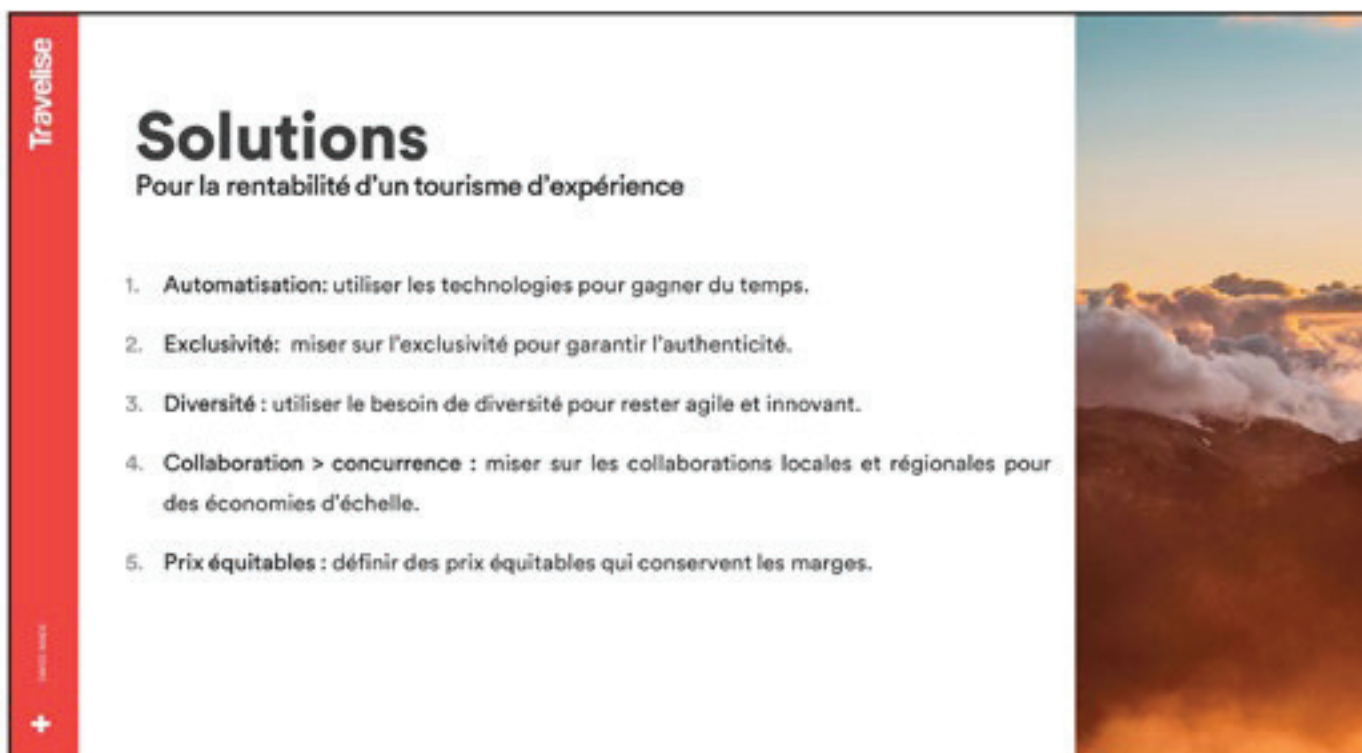 Travelise
Solutions
Pour la rentabilité d'un tourisme d'expérience
1. Automatisation: utiliser les technologies pour gagner du temps.
2. Exclusivité: miser sur l'exclusivité pour garantir l'authenticité.
3. Diversité : utiliser le besoin de diversité pour rester agile et innovant.
4. Collaboration > concurrence : miser sur les collaborations locales et régionales pour
des économies d'échelle.
5. Prix équitables : définir des prix équitables qui conservent les marges.